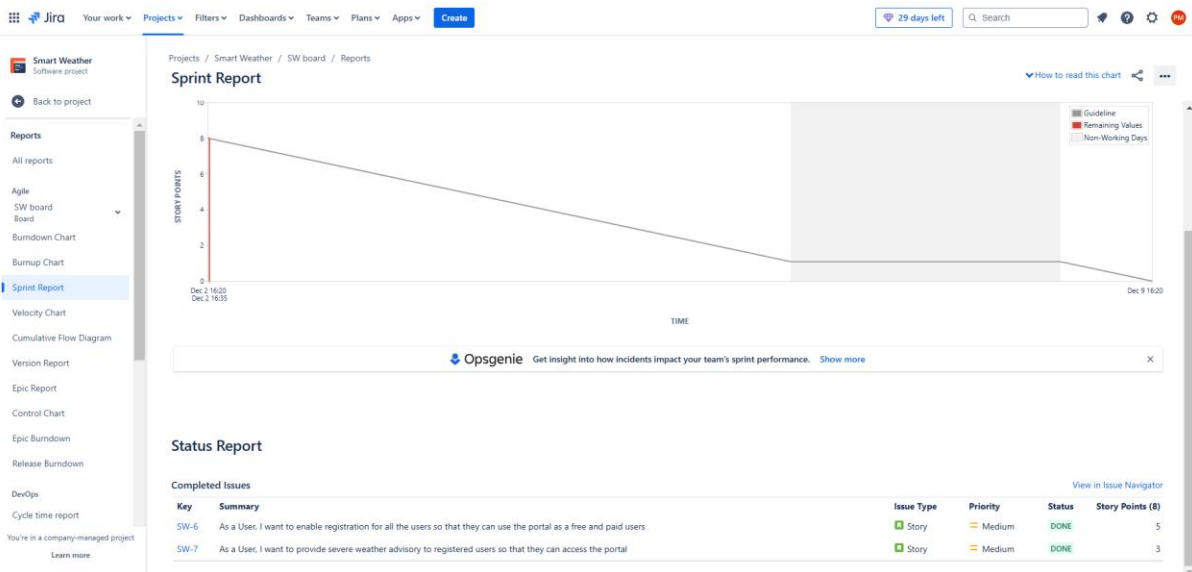 Jira Your work Projects Filters Dashboards Teams Plans Apps Create 29 days left Search PM
Smart Weather
Software project
Back to project
Reports
All reports
Agile
SW board
Board
Burndown Chart
Burnup Chart
Sprint Report
Velocity Chart
Cumulative Flow Diagram
Version Report
Epic Report
Control Chart
Epic Burndown
Release Burndown
DevOps
Cycle time report
You're in a company-managed project
Learn more
Projects / Smart Weather / SW board / Reports
Sprint Report
How to read this chart
10
8
6
4
2
0
STORY POINTS
Guideline
Remaining Values
Non-Working Days
Dec 2 16:20
Dec 2 16:35
Dec 9 16:20
TIME
Opsgenie Get insight into how incidents impact your team's sprint performance. Show more
Status Report
Completed Issues View in Issue Navigator
Key Summary Issue Type Priority Status Story Points (8)
SW-6 As a User, I want to enable registration for all the users so that they can use the portal as a free and paid users Story Medium DONE 5
SW-7 As a User, I want to provide severe weather advisory to registered users so that they can access the portal Story Medium DONE 3